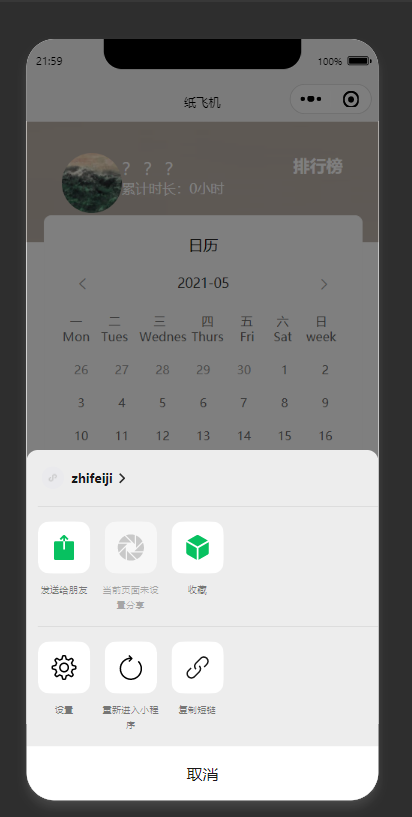 21:59 100%
纸飞机
? ? ? 排行榜
累计时长：0小时
日历
2021-05
一 二 三 四 五 六 日
Mon Tues Wednes Thurs Fri Sat week
26 27 28 29 30 1 2
3 4 5 6 7 8 9
10 11 12 13 14 15 16
zhifeiji
发送给朋友 当前页面未设 收藏
置分享
设置 重新进入小程 复制短链
序
取消